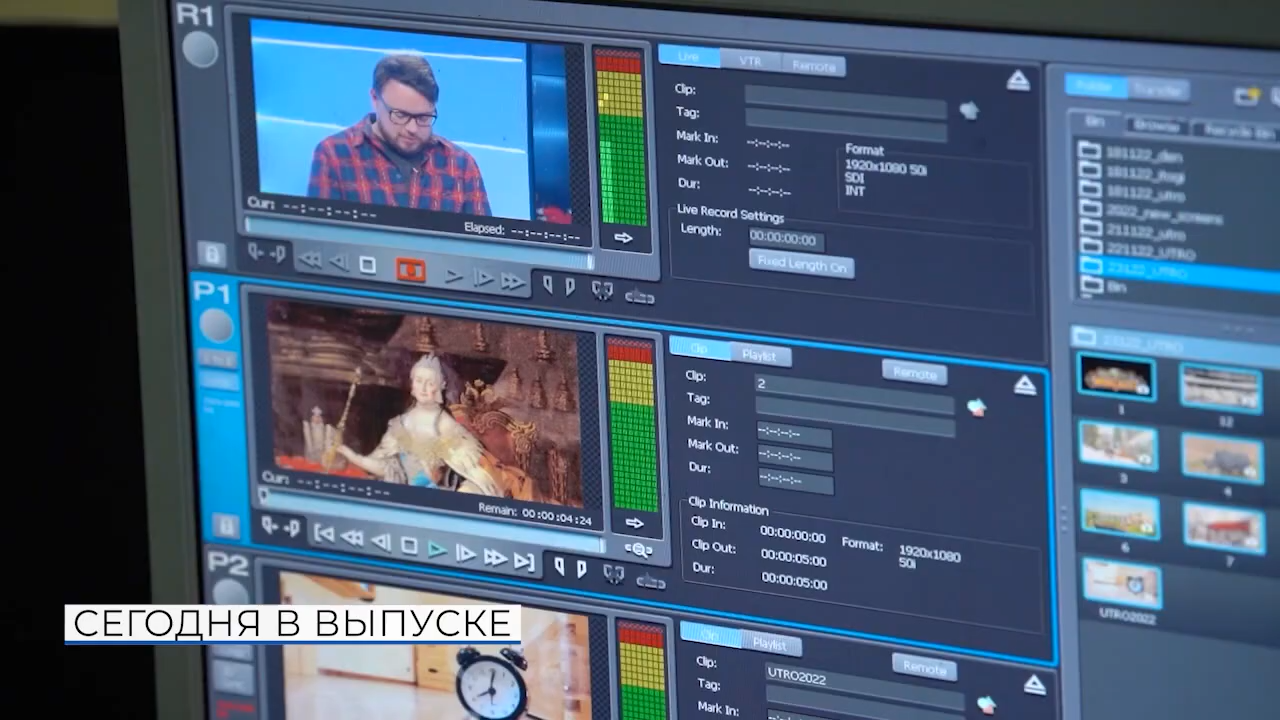 R1
Live VTR Remote
Clip:
Tag:
Mark In: --:--:--:--
Mark Out: --:--:--:--
Dur: --:--:--:--
Format
1920x1080 50i
SDI
INT
Cur: --:--:--:--
Elapsed: --:--:--:--
Live Record Settings
Length: 00:00:00:00
Fixed Length On
Bin Browse Recycle Bin
181122_den
181122_itogi
181122_utro
2022_new_screens
211122_utro
221122_UTRO
23122_UTRO
Bin
P1
Clip Playlist Remote
Clip: 2
Tag:
Mark In: --:--:--:--
Mark Out: --:--:--:--
Dur: --:--:--:--
Cur: --:--:--:--
Remain: 00:00:04:24
Clip Information
Clip In: 00:00:00:00
Clip Out: 00:00:05:00
Dur: 00:00:05:00
Format: 1920x1080
50i
23122_UTRO
1 12
3 4
6 7
UTRO2022
P2
Clip Playlist Remote
Clip: UTRO2022
Tag:
Mark In:
СЕГОДНЯ В ВЫПУСКЕ